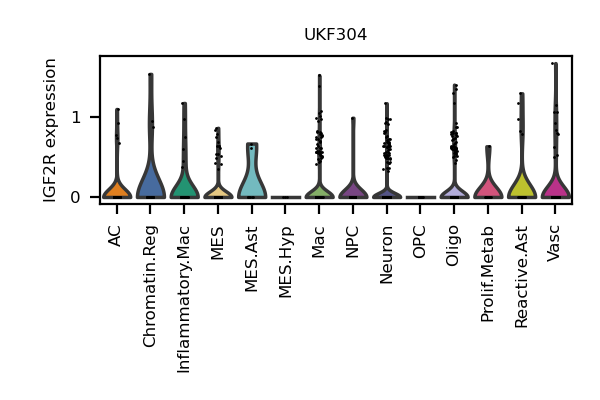 UKF304
IGF2R expression
1
0
AC
Chromatin.Reg
Inflammatory.Mac
MES
MES.Ast
MES.Hyp
Mac
NPC
Neuron
OPC
Oligo
Prolif.Metab
Reactive.Ast
Vasc